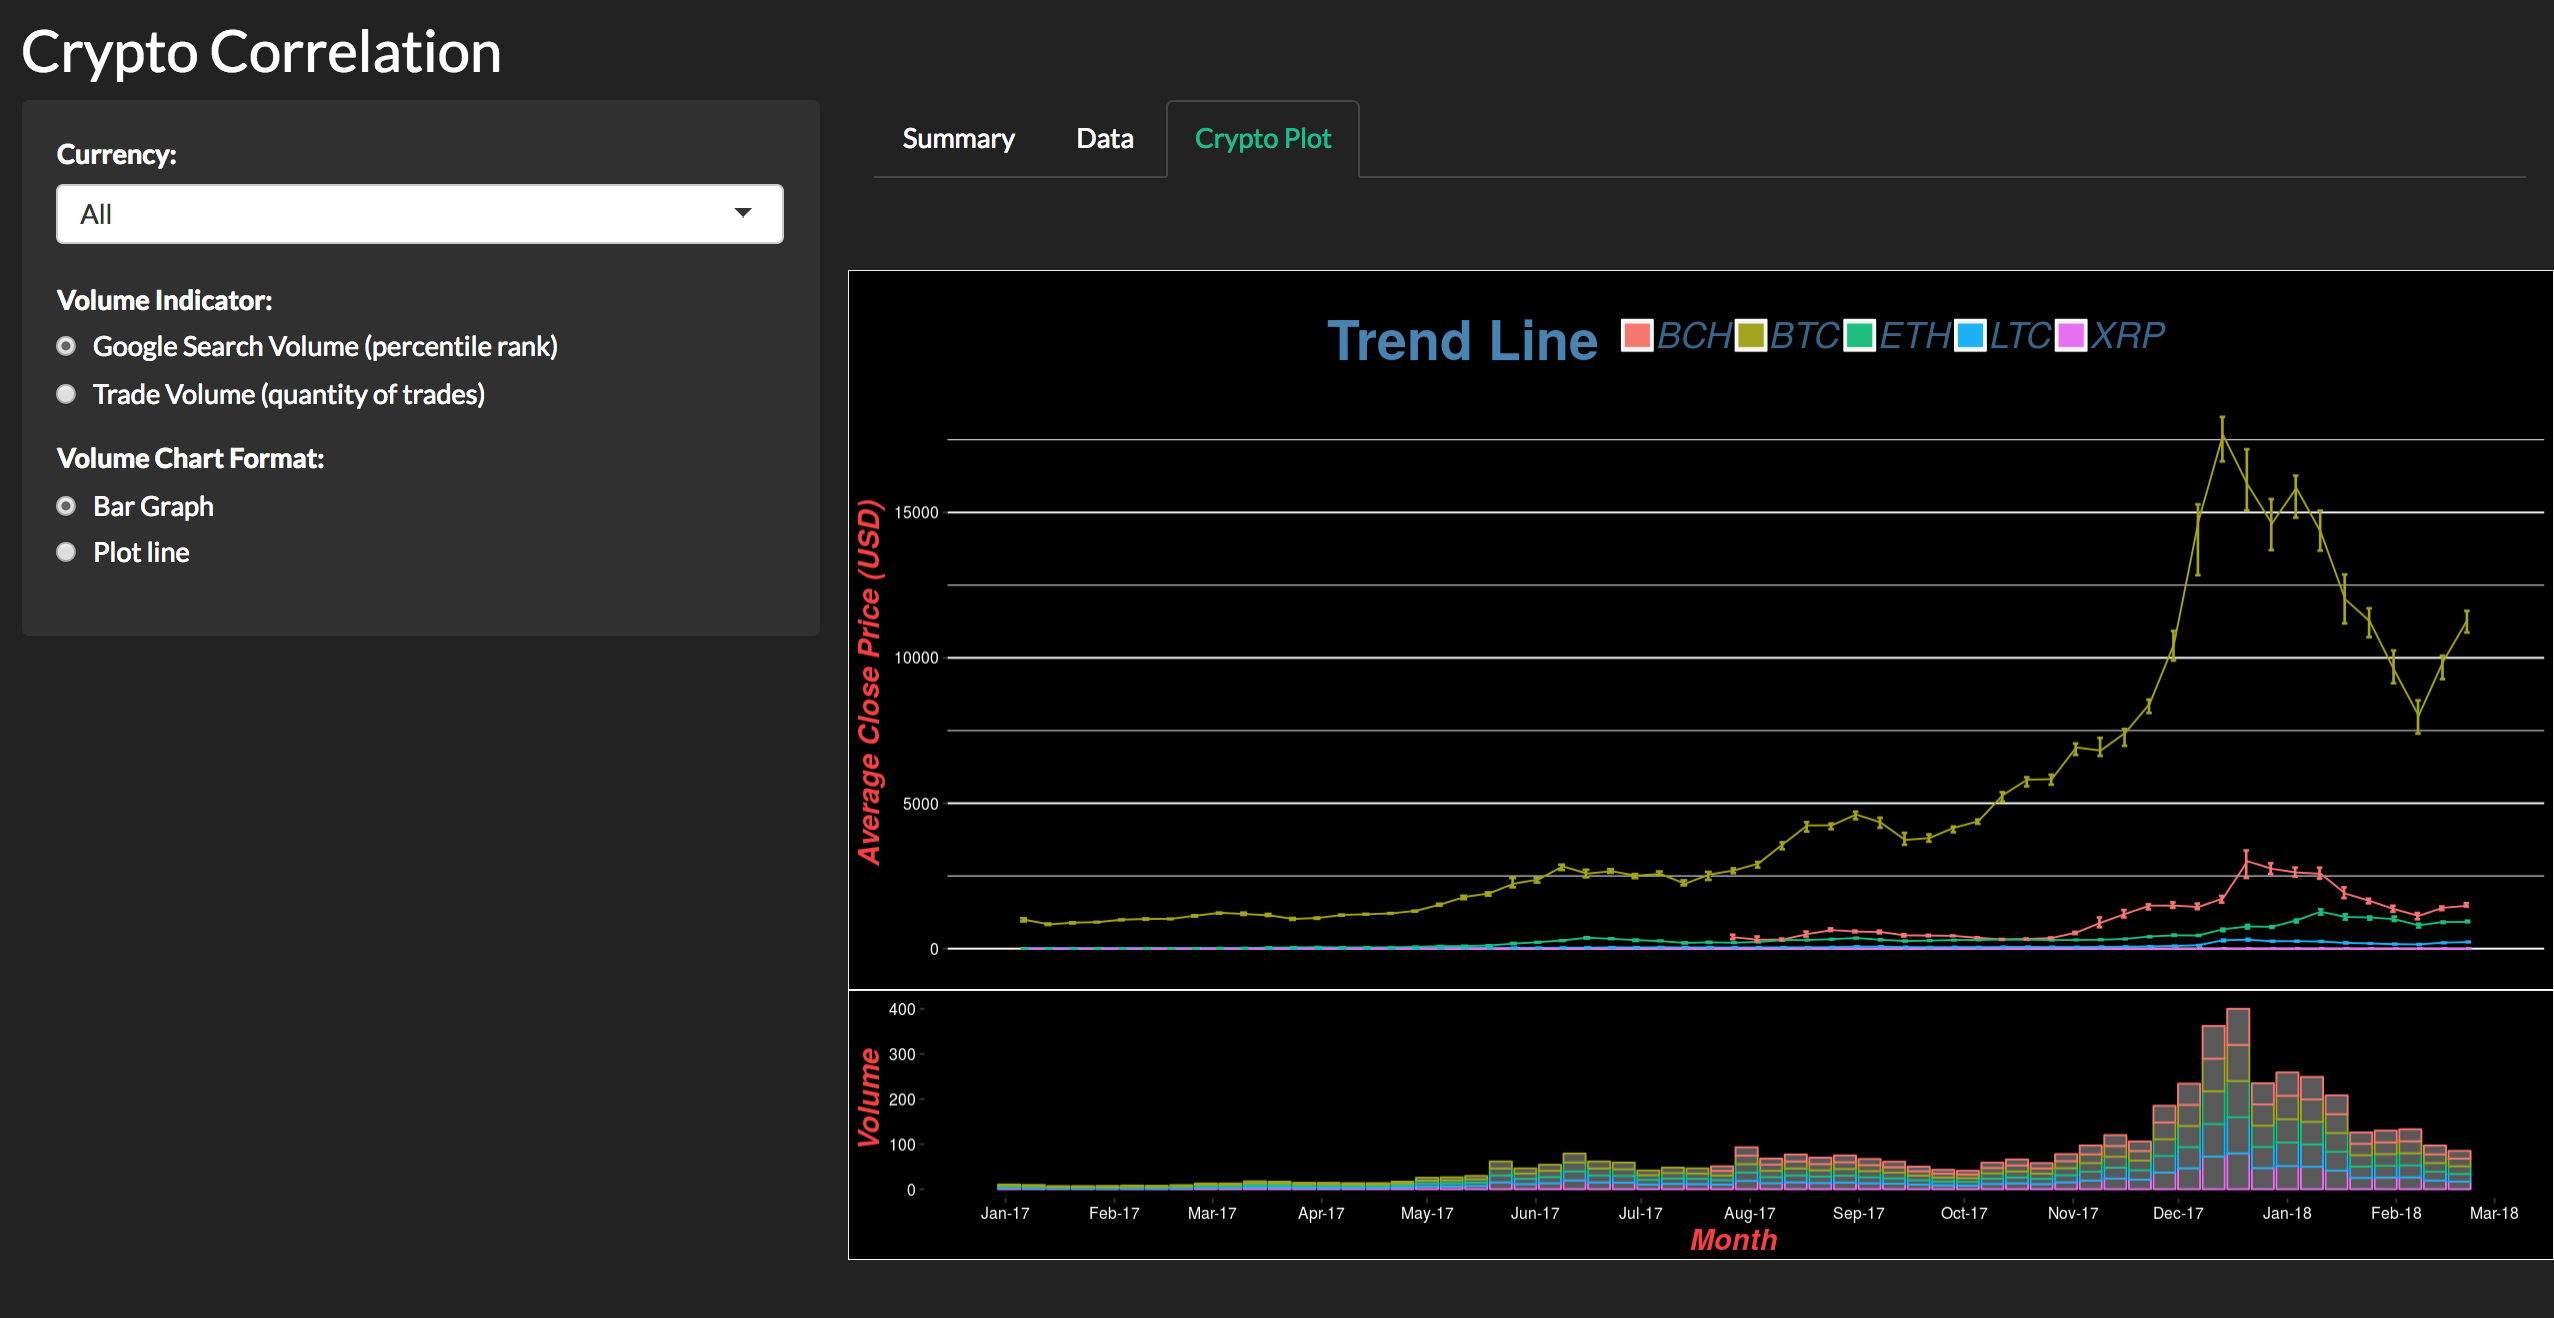 Crypto Correlation
Currency:
All
Volume Indicator:
Google Search Volume (percentile rank)
Trade Volume (quantity of trades)
Volume Chart Format:
Bar Graph
Plot line
Summary Data Crypto Plot
Trend Line BCH BTC ETH LTC XRP
Average Close Price (USD)
15000
10000
5000
0
Volume
400
300
200
100
0
Jan-17 Feb-17 Mar-17 Apr-17 May-17 Jun-17 Jul-17 Aug-17 Sep-17 Oct-17 Nov-17 Dec-17 Jan-18 Feb-18 Mar-18
Month